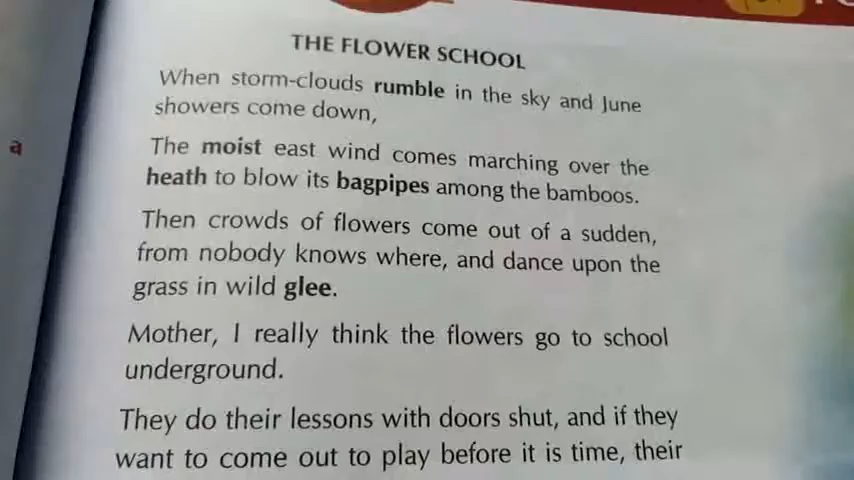 THE FLOWER SCHOOL
When storm-clouds rumble in the sky and June
showers come down,
The moist east wind comes marching over the
heath to blow its bagpipes among the bamboos.
Then crowds of flowers come out of a sudden,
from nobody knows where, and dance upon the
grass in wild glee.
Mother, I really think the flowers go to school
underground.
a
They do their lessons with doors shut, and if they
want to come out to play before it is time, their